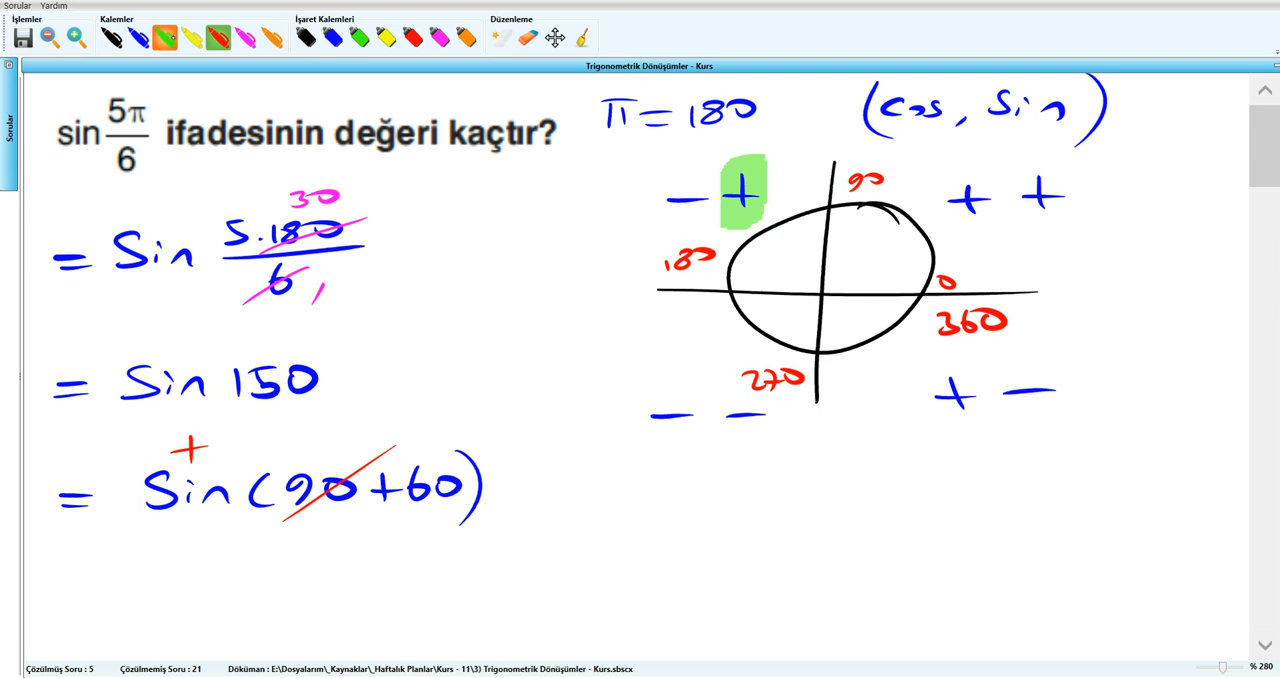 Sorular Yardım
İşlemler Kalemler İşaret Kalemleri Düzenleme
Trigonometrik Dönüşümler - Kurs
Sorular
sin 5π/6 ifadesinin değeri kaçtır?
π = 180
(cos, sin)
30
= Sin 5.180/6
1
= Sin 150
+
= Sin (90+60)
- +
90
+ +
180
0
360
270
- -
+ -
Çözülmüş Soru : 5 Çözülmemiş Soru : 21 Döküman : E:\Dosyalarım\_Kaynaklar\_Haftalık Planlar\Kurs - 11\3) Trigonometrik Dönüşümler - Kurs.sbscx % 280